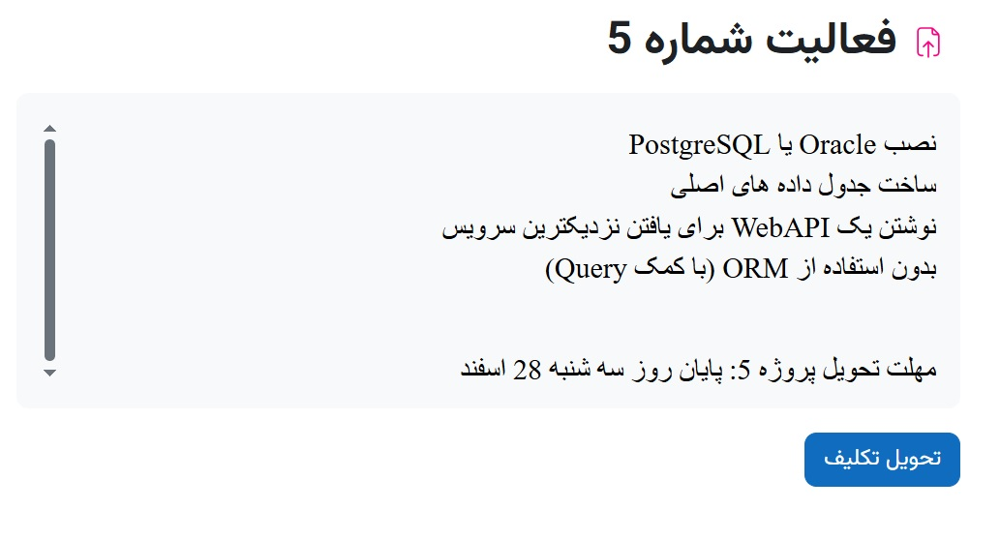 فعالیت شماره 5
نصب Oracle یا PostgreSQL
ساخت جدول داده های اصلی
نوشتن یک WebAPI برای یافتن نزدیکترین سرویس
بدون استفاده از ORM (با کمک Query)
مهلت تحویل پروژه 5: پایان روز سه شنبه 28 اسفند
تحویل تکلیف